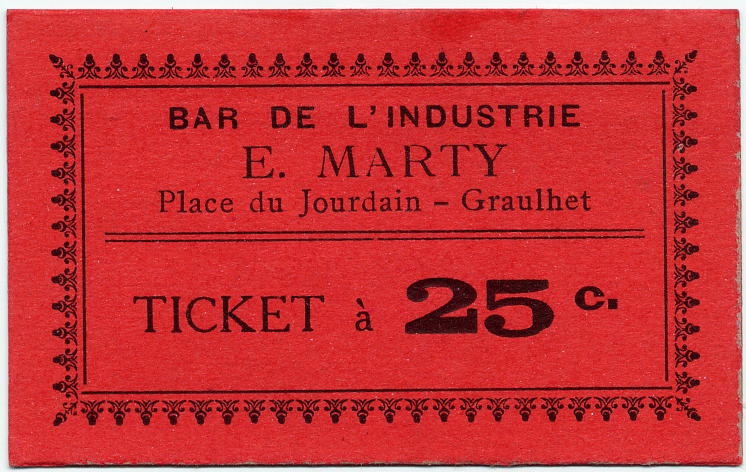 BAR DE L'INDUSTRIE
E. MARTY
Place du Jourdain – Graulhet
TICKET à 25 c.